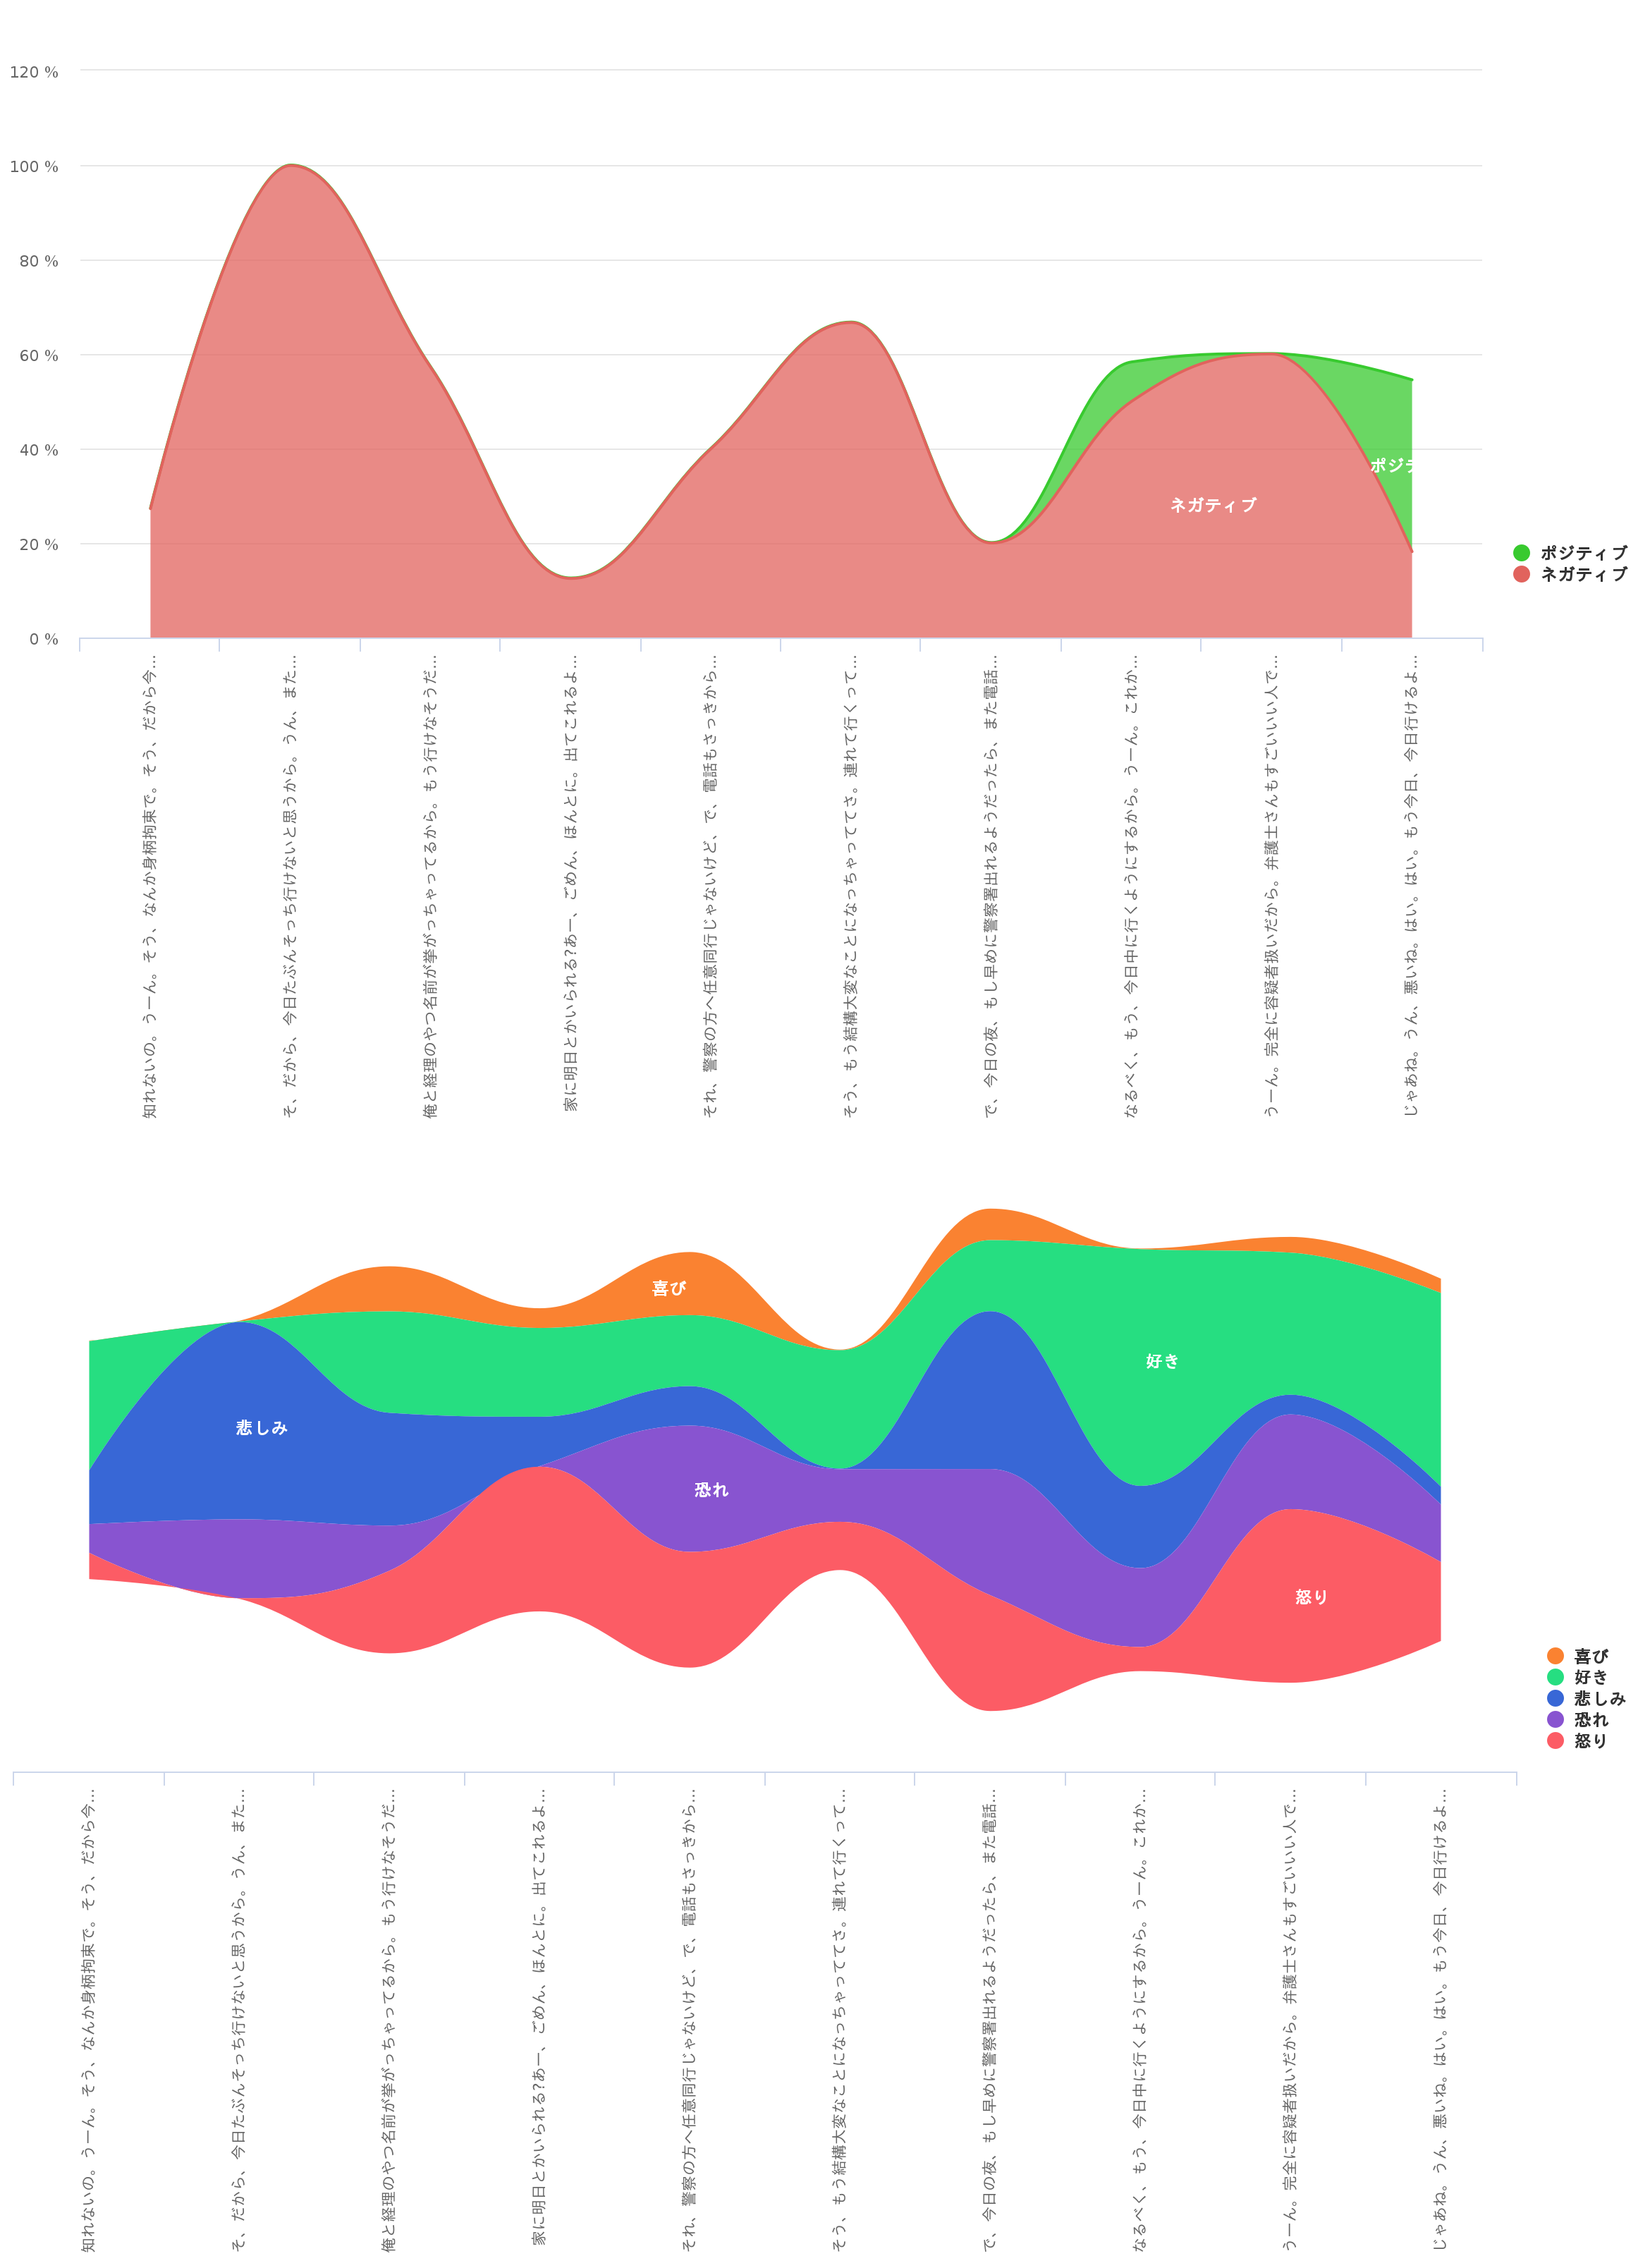 120 %
100 %
80 %
60 %
40 %
20 %
0 %
ネガティブ
ポジテ
ポジティブ
ネガティブ
知れないの。うーん。そう、なんか身柄拘束で。そう、だから今...
そ、だから、今日たぶんそっち行けないと思うから。うん、また...
俺と経理のやつ名前が挙がっちゃってるから。もう行けなそうだ...
家に明日とかいられる?あー、ごめん、ほんとに。出てこれるよ...
それ、警察の方へ任意同行じゃないけど、で、電話もさっきから...
そう、もう結構大変なことになっちゃっててさ。連れて行くって...
で、今日の夜、もし早めに警察署出れるようだったら、また電話...
なるべく、もう、今日中に行くようにするから。うーん。これか...
うーん。完全に容疑者扱いだから。弁護士さんもすごいいい人で...
じゃあね。うん、悪いね。はい。はい。もう今日、今日行けるよ...
喜び
好き
悲しみ
恐れ
怒り
喜び
好き
悲しみ
恐れ
怒り
知れないの。うーん。そう、なんか身柄拘束で。そう、だから今...
そ、だから、今日たぶんそっち行けないと思うから。うん、また...
俺と経理のやつ名前が挙がっちゃってるから。もう行けなそうだ...
家に明日とかいられる?あー、ごめん、ほんとに。出てこれるよ...
それ、警察の方へ任意同行じゃないけど、で、電話もさっきから...
そう、もう結構大変なことになっちゃっててさ。連れて行くって...
で、今日の夜、もし早めに警察署出れるようだったら、また電話...
なるべく、もう、今日中に行くようにするから。うーん。これか...
うーん。完全に容疑者扱いだから。弁護士さんもすごいいい人で...
じゃあね。うん、悪いね。はい。はい。もう今日、今日行けるよ...